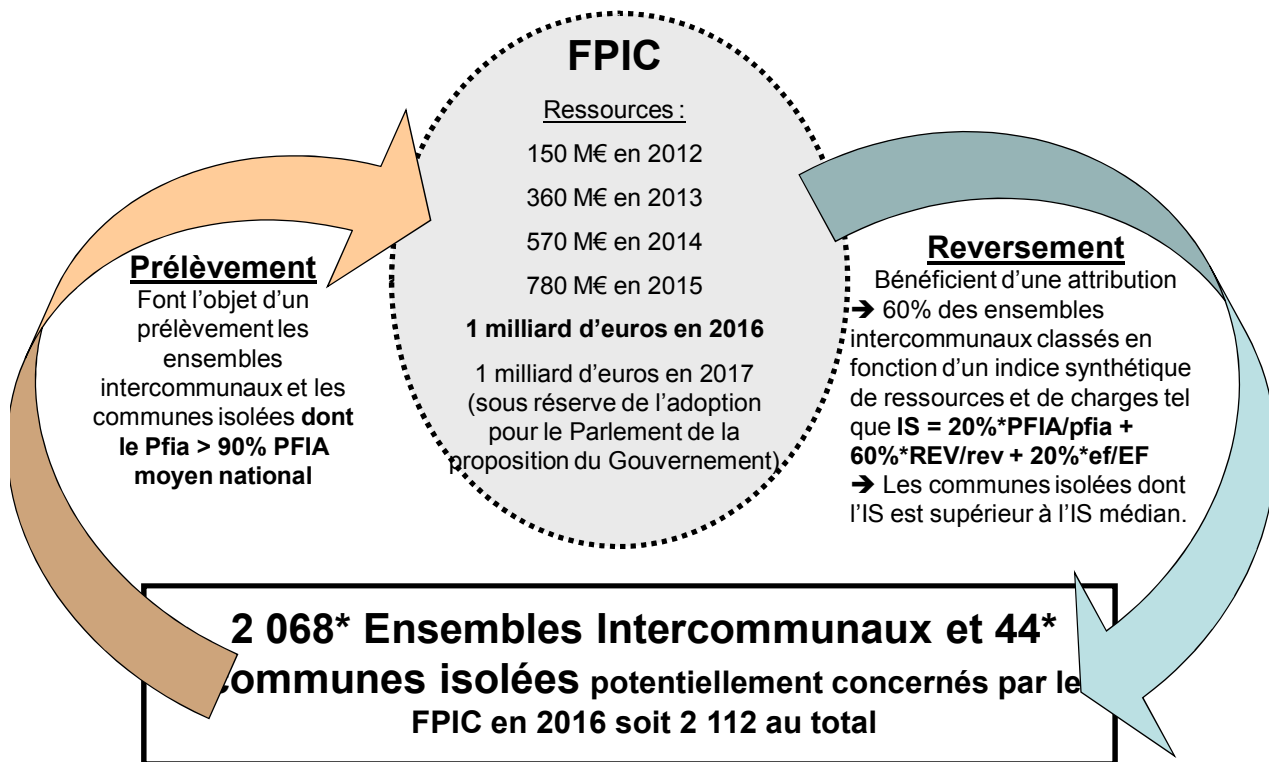 FPIC
Ressources :
150 M€ en 2012
360 M€ en 2013
570 M€ en 2014
780 M€ en 2015
1 milliard d'euros en 2016
1 milliard d'euros en 2017
(sous réserve de l'adoption
pour le Parlement de la
proposition du Gouvernement)
Prélèvement
Font l'objet d'un
prélèvement les
ensembles
intercommunaux et les
communes isolées dont
le Pfia > 90% PFIA
moyen national
Reversement
Bénéficient d'une attribution
➔ 60% des ensembles
intercommunaux classés en
fonction d'un indice synthétique
de ressources et de charges tel
que IS = 20%*PFIA/pfia +
60%*REV/rev + 20%*ef/EF
➔ Les communes isolées dont
l'IS est supérieur à l'IS médian.
2 068* Ensembles Intercommunaux et 44*
communes isolées potentiellement concernés par le
FPIC en 2016 soit 2 112 au total